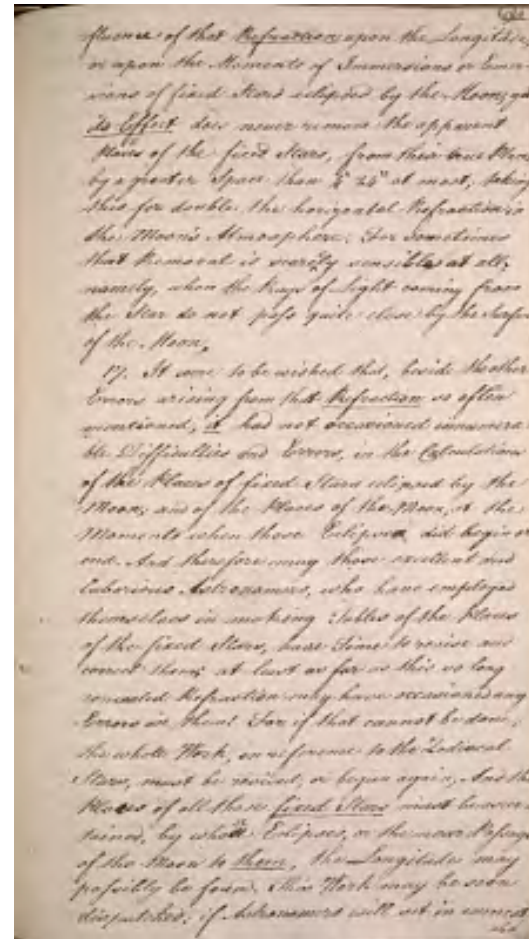 fluence of that Refraction upon the Longitude,
or upon the Moments of Immersions or Emer-
sions of fixed Stars eclipsed by the Moon; yet
its Effect does never remove the apparent
Places of the fixed Stars, from their true Places
by a greater Space than 24" at most, taking
this for double the horizontal Refraction in
the Moon's Atmosphere: For sometimes
that Removal is scarcely sensible at all,
namely, when the Rays of Light coming from
the Star do not pass quite close by the Surface
of the Moon.
17. It were to be wished that, beside the other
Errors arising from that Refraction so often
mentioned, it had not occasioned innumera-
ble Difficulties and Errors, in the Calculations
of the Places of fixed Stars eclipsed by the
Moon; and of the Places of the Moon, at the
Moments when those Eclipses did begin or
end. And therefore may those excellent and
laborious Astronomers, who have employed
themselves in making Tables of the Places
of the fixed Stars, have Time to revise and
correct them; at least as far as this so long
concealed Refraction may have occasioned any
Errors in them! For if that cannot be done,
the whole Work, in reference to the Zodiacal
Stars, must be revised, or begun again, And the
Places of all those fixed Stars must be ascer-
tained, by whose Eclipses, or the near Passage
of the Moon to them, the Longitude may
possibly be found. This Work may be soon
dispatched; if Astronomers will set in earnest